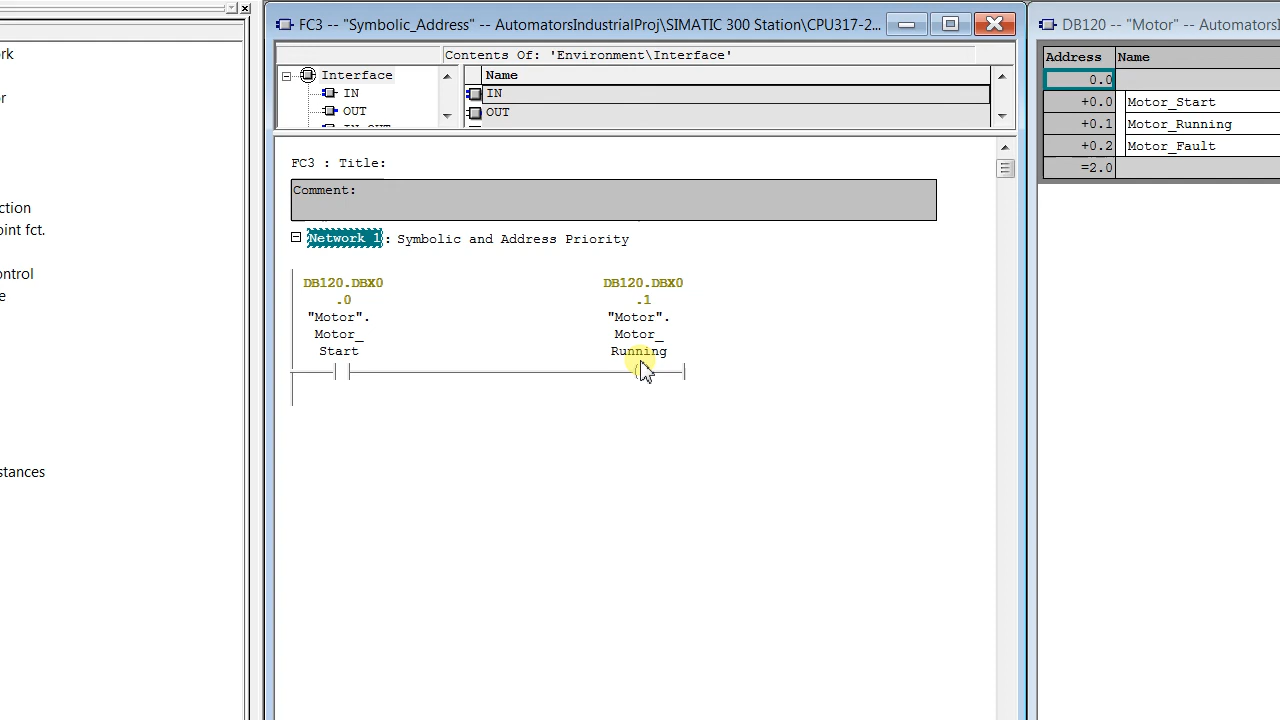 rk
r
ction
oint fct.
ontrol
e
stances
FC3 -- "Symbolic_Address" -- AutomatorsIndustrialProj\SIMATIC 300 Station\CPU317-2...
Contents Of: 'Environment\Interface'
Interface
IN
OUT
Name
IN
OUT
FC3 : Title:
Comment:
Network 1: Symbolic and Address Priority
DB120.DBX0
.0
"Motor".
Motor_
Start
DB120.DBX0
.1
"Motor".
Motor_
Running
DB120 -- "Motor" -- AutomatorsI
Address Name
0.0
+0.0 Motor_Start
+0.1 Motor_Running
+0.2 Motor_Fault
=2.0